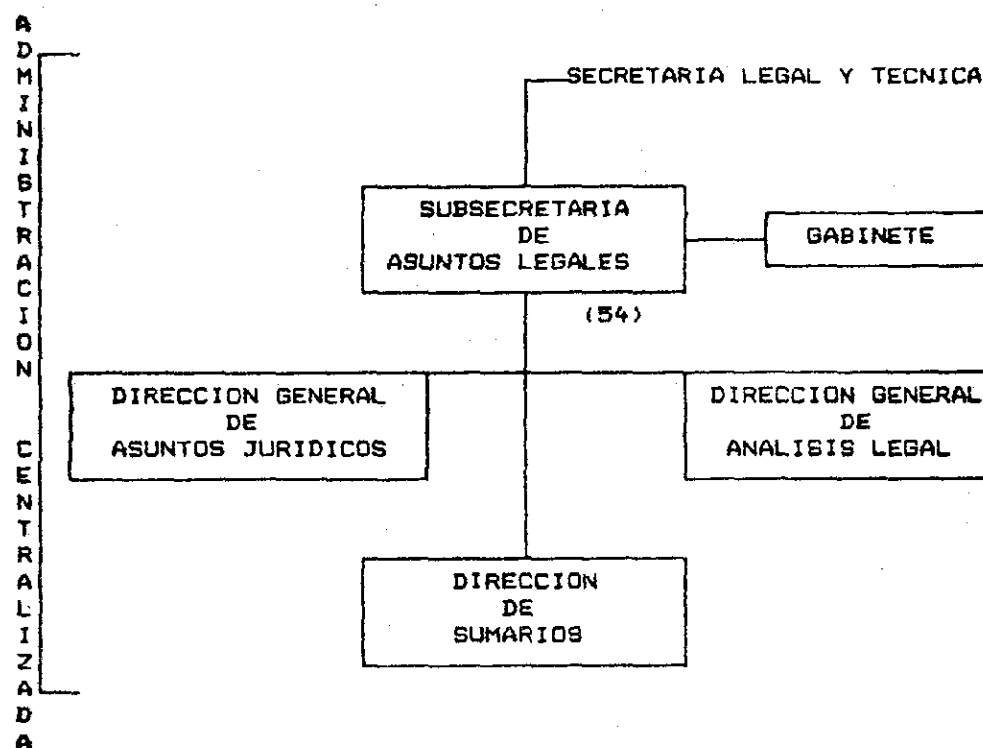 ADMINISTRACION CENTRALIZADA
SECRETARIA LEGAL Y TECNICA
SUBSECRETARIA
DE
ASUNTOS LEGALES
GABINETE
(54)
DIRECCION GENERAL
DE
ASUNTOS JURIDICOS
DIRECCION GENERAL
DE
ANALISIS LEGAL
DIRECCION
DE
SUMARIOS